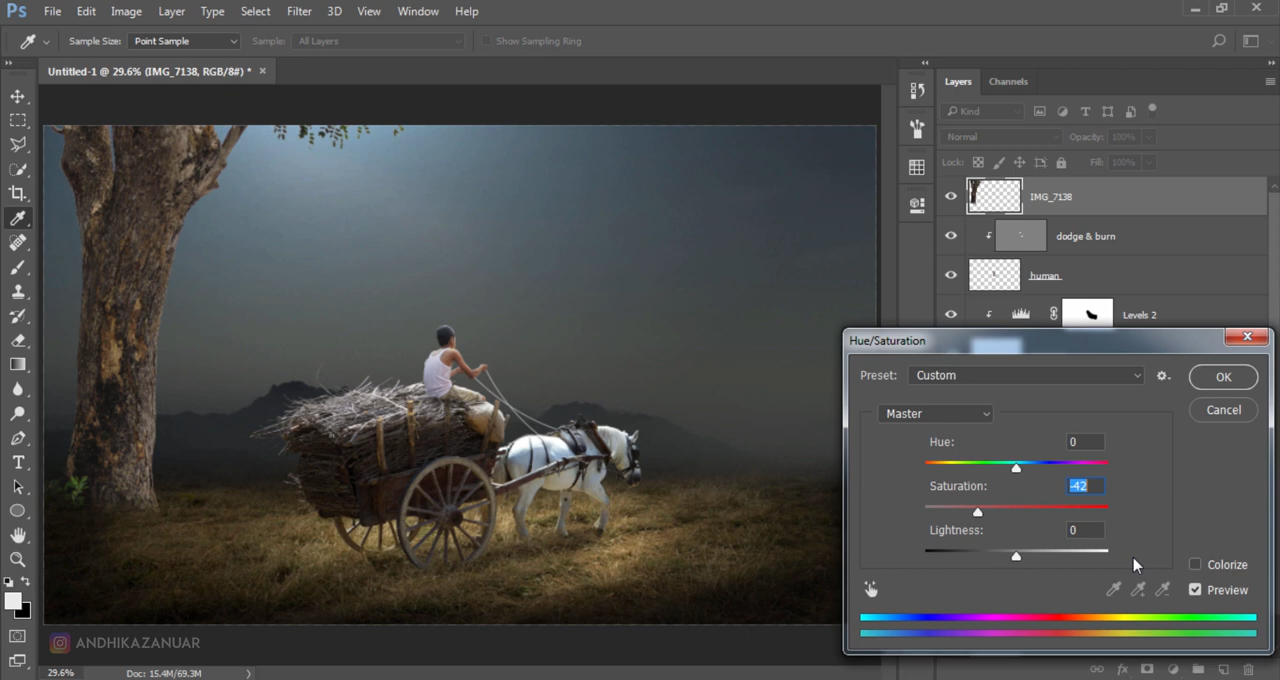 Ps File Edit Image Layer Type Select Filter 3D View Window Help
Sample Size: Point Sample Sample: All Layers Show Sampling Ring
Untitled-1 @ 29.6% (IMG_7138, RGB/8#) *
Layers Channels
Kind
Normal Opacity: 100%
Lock: Fill: 100%
IMG_7138
dodge & burn
human
Levels 2
Hue/Saturation
Preset: Custom
OK
Master
Cancel
Hue: 0
Saturation: -42
Lightness: 0
Colorize
Preview
ANDHIKAZANUAR
29.6% Doc: 15.4M/69.3M